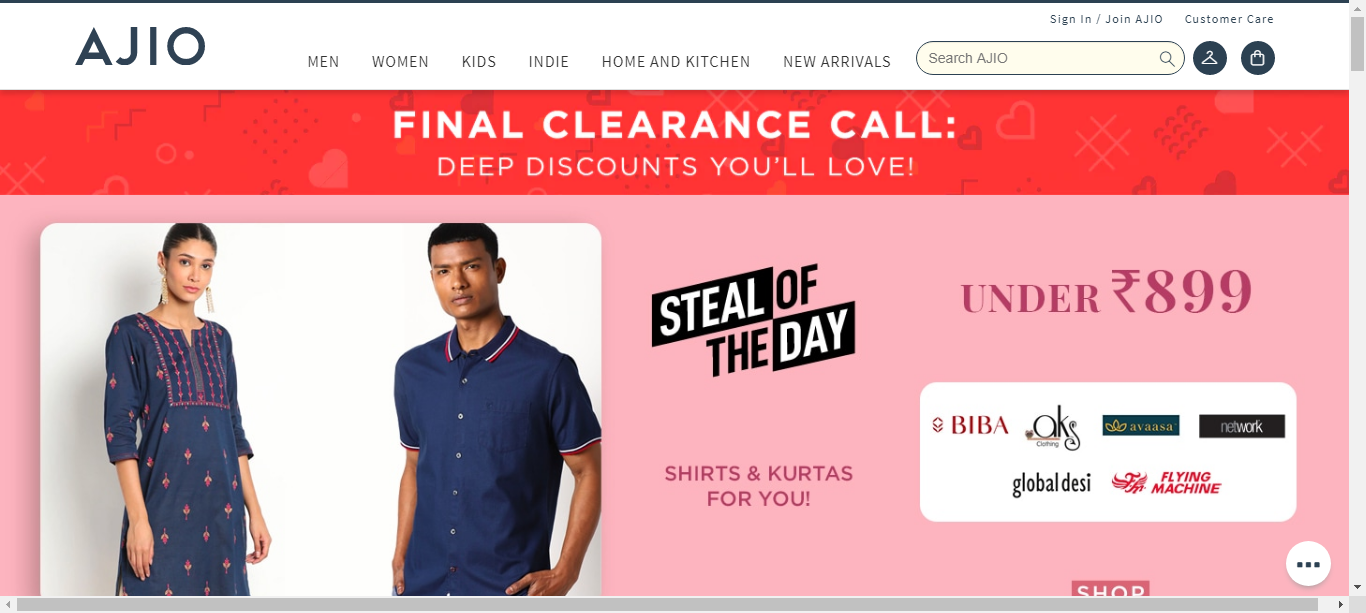 Sign In / Join AJIO Customer Care
AJIO
MEN WOMEN KIDS INDIE HOME AND KITCHEN NEW ARRIVALS
Search AJIO
FINAL CLEARANCE CALL:
DEEP DISCOUNTS YOU'LL LOVE!
STEAL OF
THE DAY
SHIRTS & KURTAS
FOR YOU!
UNDER ₹899
BIBA aks Clothing avaasa network
global desi FLYING MACHINE
SHOP